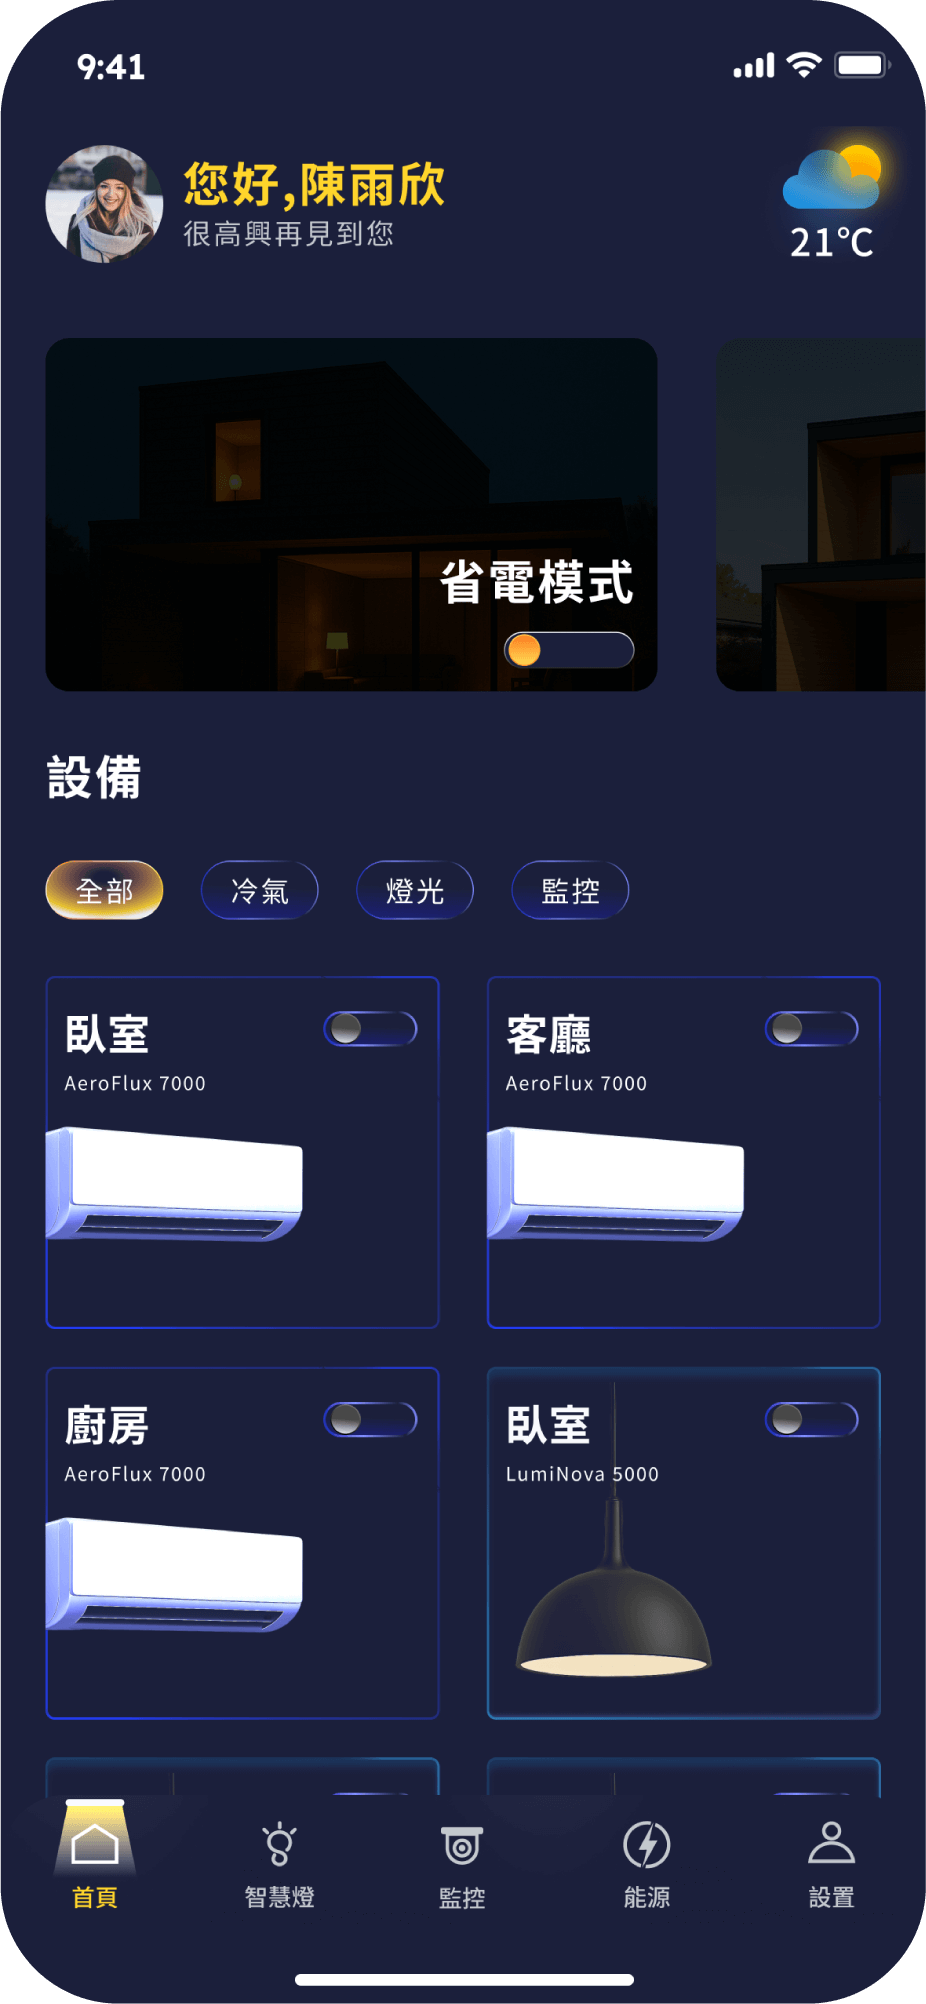 9:41
您好,陳雨欣
很高興再見到您
21°C
省電模式
設備
全部
冷氣
燈光
監控
臥室
AeroFlux 7000
客廳
AeroFlux 7000
廚房
AeroFlux 7000
臥室
LumiNova 5000
首頁
智慧燈
監控
能源
設置